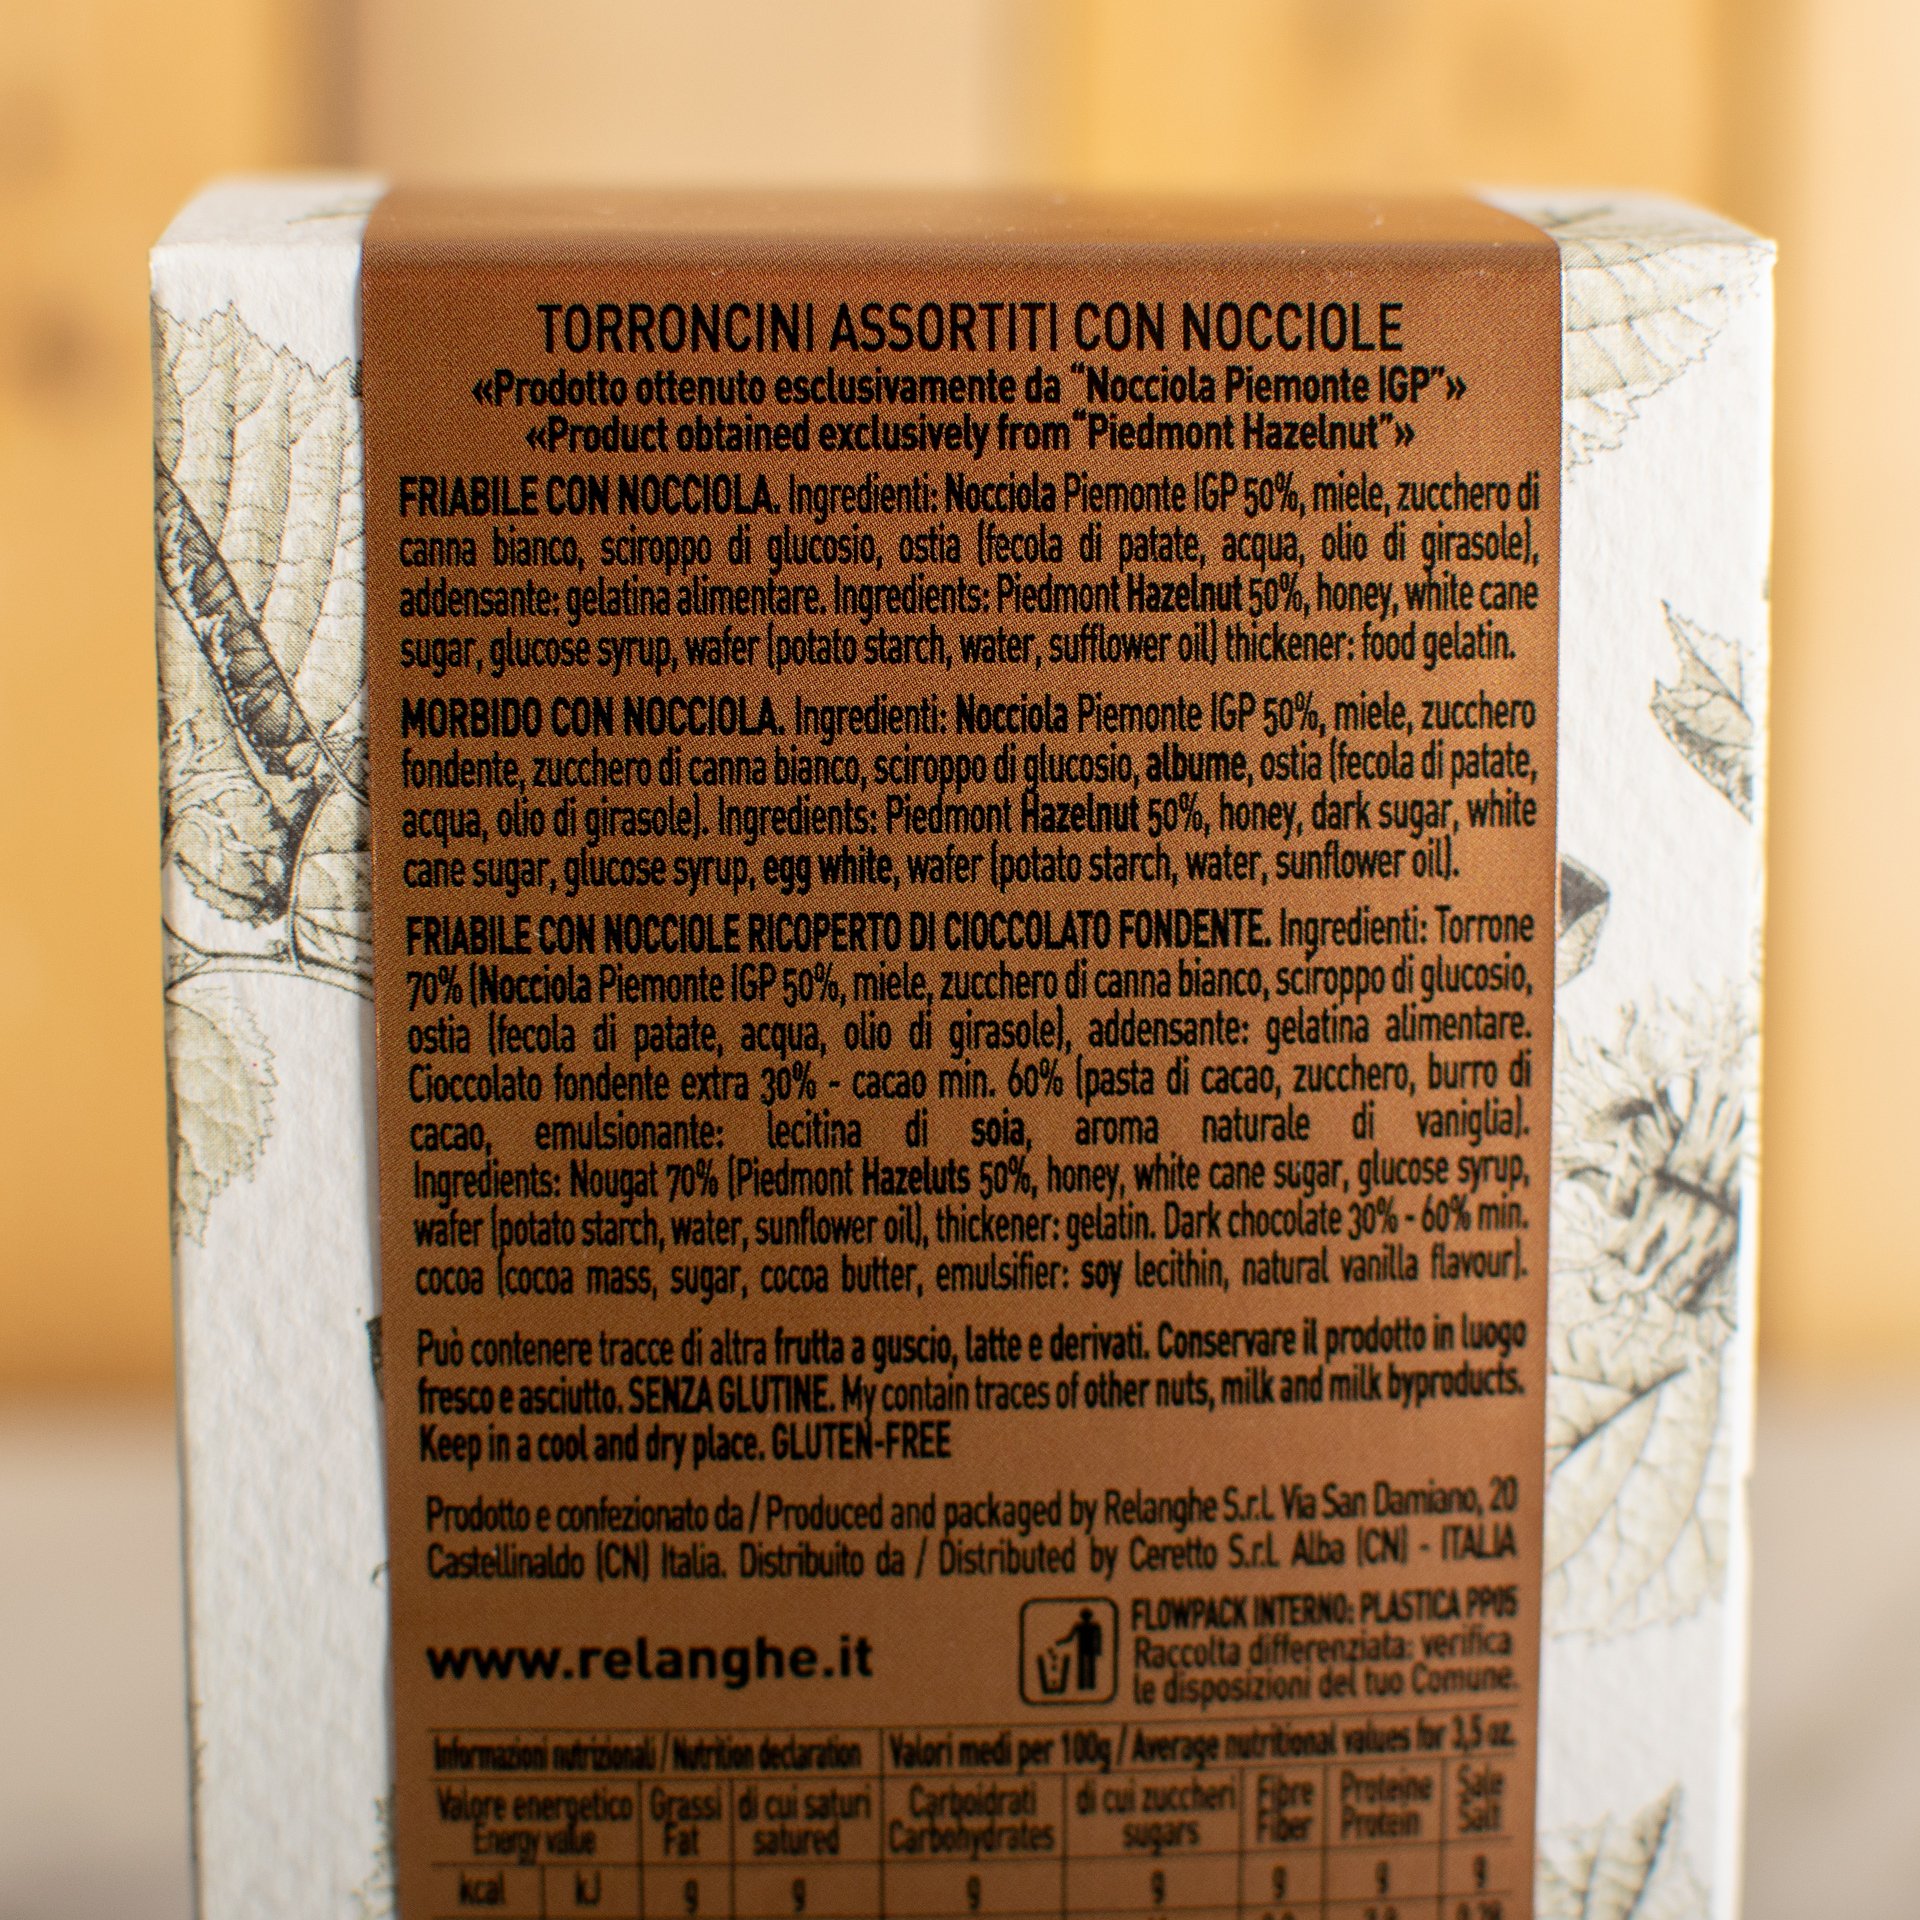 TORRONCINI ASSORTITI CON NOCCIOLE
«Prodotto ottenuto esclusivamente da “Nocciola Piemonte IGP”»
«Product obtained exclusively from “Piedmont Hazelnut”»
FRIABILE CON NOCCIOLA. Ingredienti: Nocciola Piemonte IGP 50%, miele, zucchero di
canna bianco, sciroppo di glucosio, ostia (fecola di patate, acqua, olio di girasole),
addensante: gelatina alimentare. Ingredients: Piedmont Hazelnut 50%, honey, white cane
sugar, glucose syrup, wafer (potato starch, water, sufflower oil) thickener: food gelatin.
MORBIDO CON NOCCIOLA. Ingredienti: Nocciola Piemonte IGP 50%, miele, zucchero
fondente, zucchero di canna bianco, sciroppo di glucosio, albume, ostia (fecola di patate,
acqua, olio di girasole). Ingredients: Piedmont Hazelnut 50%, honey, dark sugar, white
cane sugar, glucose syrup, egg white, wafer (potato starch, water, sunflower oil).
FRIABILE CON NOCCIOLE RICOPERTO DI CIOCCOLATO FONDENTE. Ingredienti: Torrone
70% (Nocciola Piemonte IGP 50%, miele, zucchero di canna bianco, sciroppo di glucosio,
ostia (fecola di patate, acqua, olio di girasole), addensante: gelatina alimentare.
Cioccolato fondente extra 30% - cacao min. 60% (pasta di cacao, zucchero, burro di
cacao, emulsionante: lecitina di soia, aroma naturale di vaniglia).
Ingredients: Nougat 70% (Piedmont Hazeluts 50%, honey, white cane sugar, glucose syrup,
wafer (potato starch, water, sunflower oil), thickener: gelatin. Dark chocolate 30% - 60% min.
cocoa (cocoa mass, sugar, cocoa butter, emulsifier: soy lecithin, natural vanilla flavour).
Può contenere tracce di altra frutta a guscio, latte e derivati. Conservare il prodotto in luogo
fresco e asciutto. SENZA GLUTINE. My contain traces of other nuts, milk and milk byproducts.
Keep in a cool and dry place. GLUTEN-FREE
Prodotto e confezionato da / Produced and packaged by Relanghe S.r.l. Via San Damiano, 20
Castellinaldo (CN) Italia. Distribuito da / Distributed by Ceretto S.r.l. Alba (CN) - ITALIA
FLOWPACK INTERNO: PLASTICA PP05
Raccolta differenziata: verifica
le disposizioni del tuo Comune.
www.relanghe.it
Informazioni nutrizionali / Nutrition declaration Valori medi per 100g / Average nutritional values for 3,5 oz.
Valore energetico Grassi di cui saturi Carboidrati di cui zuccheri Fibre Proteine Sale
Energy value Fat satured Carbohydrates sugars Fiber Protein Salt
kcal kJ g g g g g g g